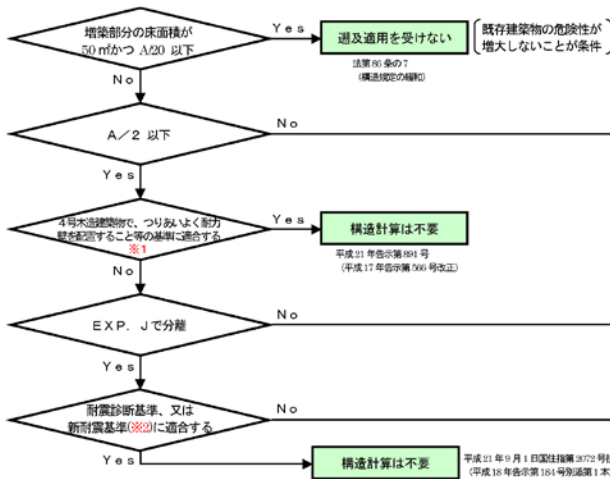 増築部分の床面積が
50㎡かつ A/20 以下
Yes
遡及適用を受けない
既存建築物の危険性が
増大しないことが条件
法第86条の7
(構造規定の緩和)
No
A/2 以下
No
Yes
4号木造建築物で、つりあいよく耐力
壁を配置すること等の基準に適合する
※1
Yes
構造計算は不要
平成21年告示第891号
(平成17年告示第566号改正)
No
EXP.Jで分離
No
Yes
耐震診断基準、又は
新耐震基準(※2)に適合する
No
Yes
構造計算は不要
平成21年9月1日国住指第2072号
(平成18年告示第184号別添第1本